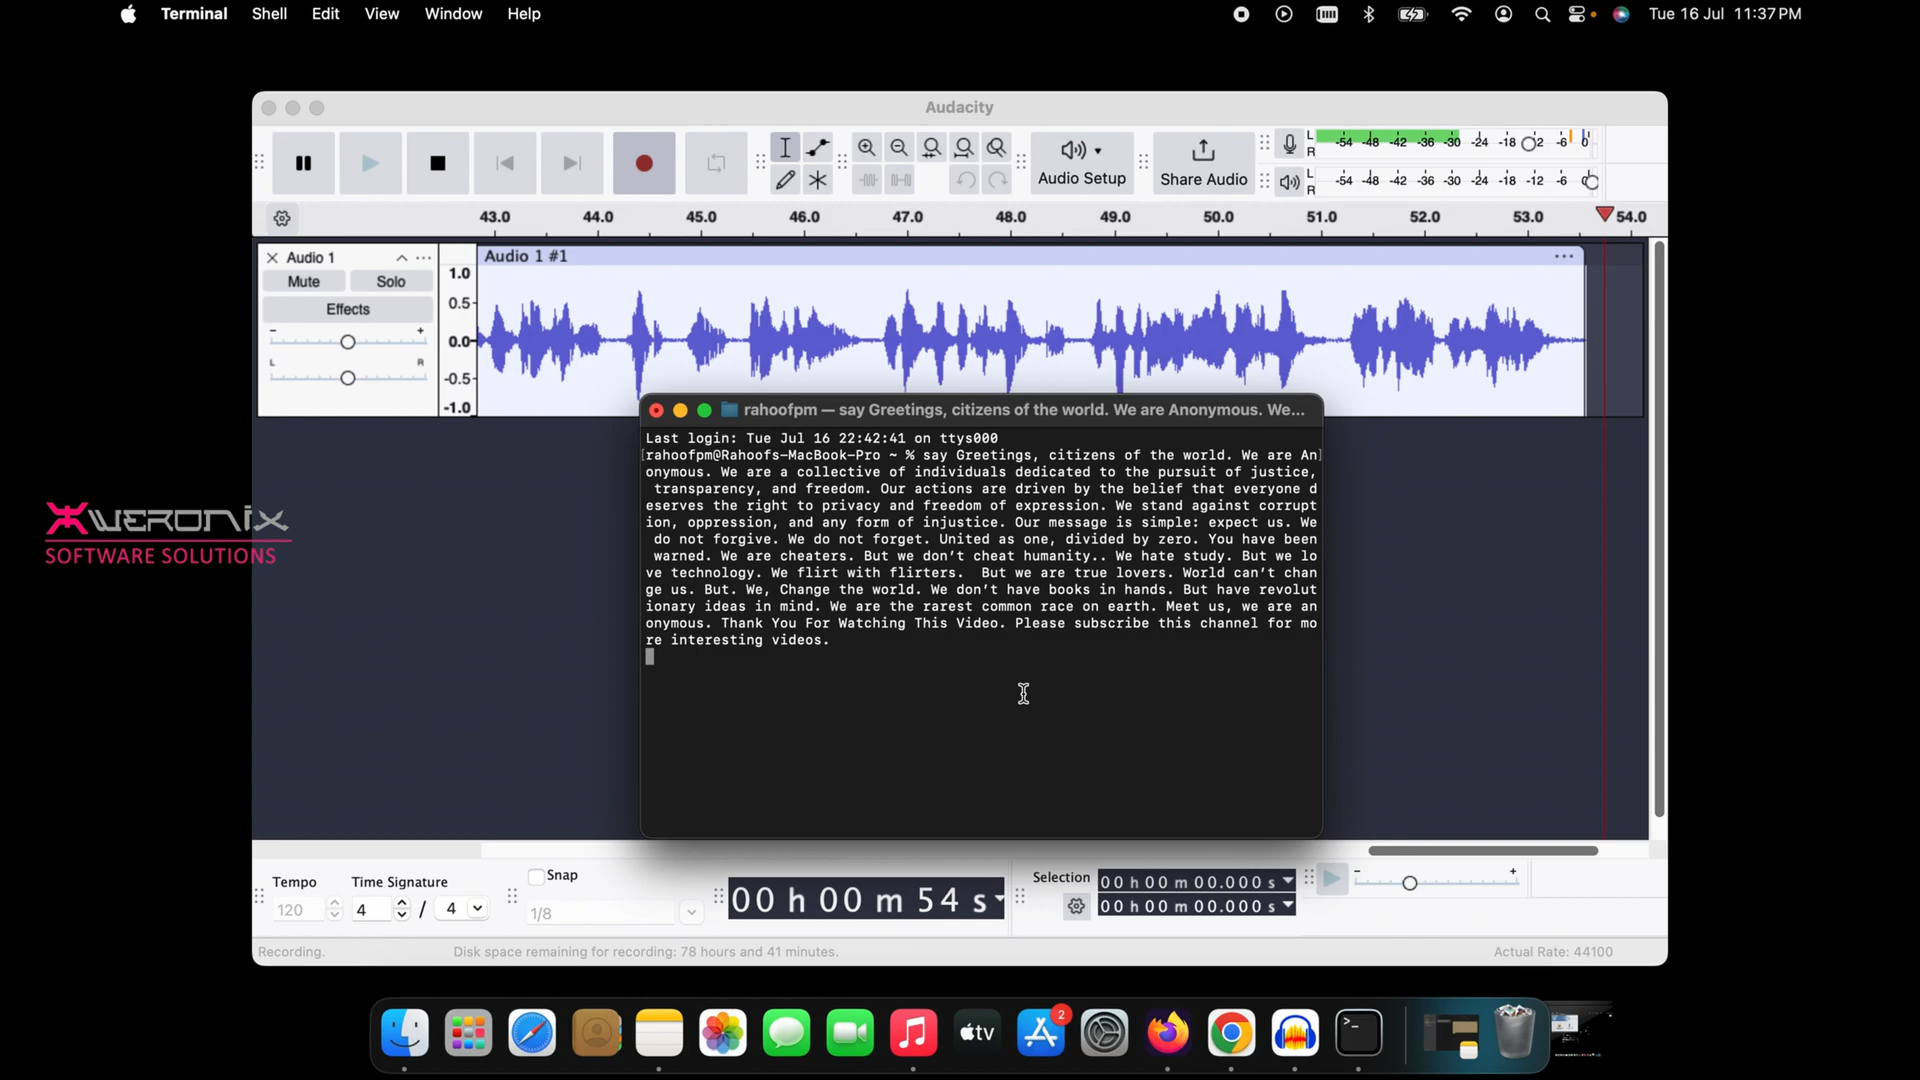 Terminal Shell Edit View Window Help Tue 16 Jul 11:37 PM
Audacity
Audio Setup Share Audio
L R -54 -48 -42 -36 -30 -24 -18 -12 -6 0
L R -54 -48 -42 -36 -30 -24 -18 -12 -6 0
43.0 44.0 45.0 46.0 47.0 48.0 49.0 50.0 51.0 52.0 53.0 54.0
Audio 1
Audio 1 #1
Mute Solo
Effects
- +
L R
1.0
0.5
0.0
-0.5
-1.0
rahoofpm — say Greetings, citizens of the world. We are Anonymous. We...
Last login: Tue Jul 16 22:42:41 on ttys000
[rahoofpm@Rahoofs-MacBook-Pro ~ % say Greetings, citizens of the world. We are An]
onymous. We are a collective of individuals dedicated to the pursuit of justice,
transparency, and freedom. Our actions are driven by the belief that everyone d
eserves the right to privacy and freedom of expression. We stand against corrupt
ion, oppression, and any form of injustice. Our message is simple: expect us. We
do not forgive. We do not forget. United as one, divided by zero. You have been
warned. We are cheaters. But we don't cheat humanity.. We hate study. But we lo
ve technology. We flirt with flirters.  But we are true lovers. World can't chan
ge us. But. We, Change the world. We don't have books in hands. But have revolut
ionary ideas in mind. We are the rarest common race on earth. Meet us, we are an
onymous. Thank You For Watching This Video. Please subscribe this channel for mo
re interesting videos.
WERONIX
SOFTWARE SOLUTIONS
Tempo Time Signature
120 4 / 4
Snap
1/8
00 h 00 m 54 s
Selection
00 h 00 m 00.000 s
00 h 00 m 00.000 s
- +
Recording. Disk space remaining for recording: 78 hours and 41 minutes. Actual Rate: 44100
tv
2